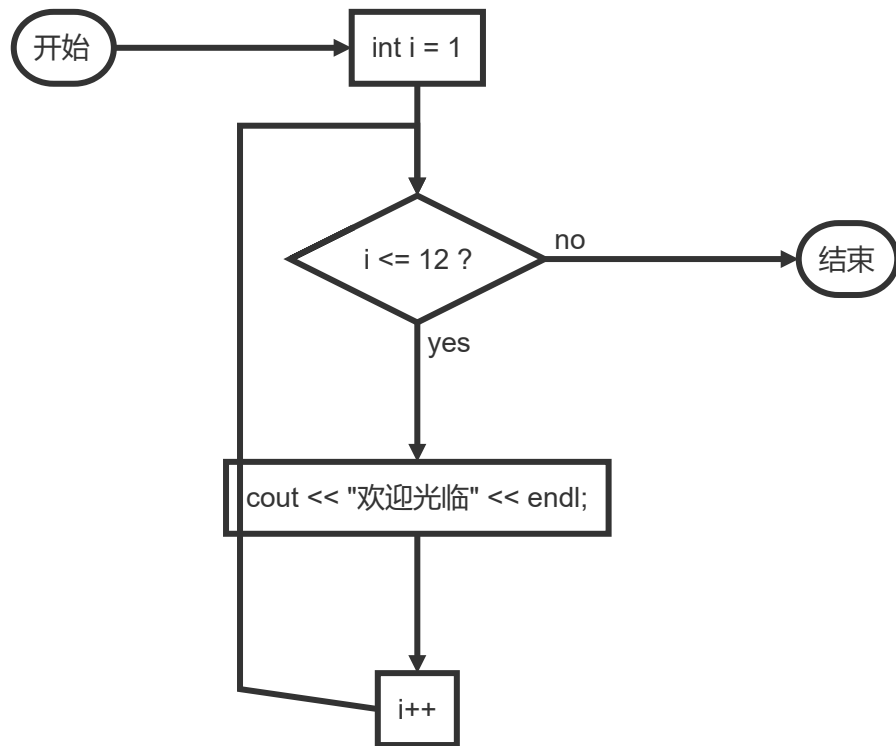 开始
int i = 1
i <= 12 ?
no
结束
yes
cout << "欢迎光临" << endl;
i++